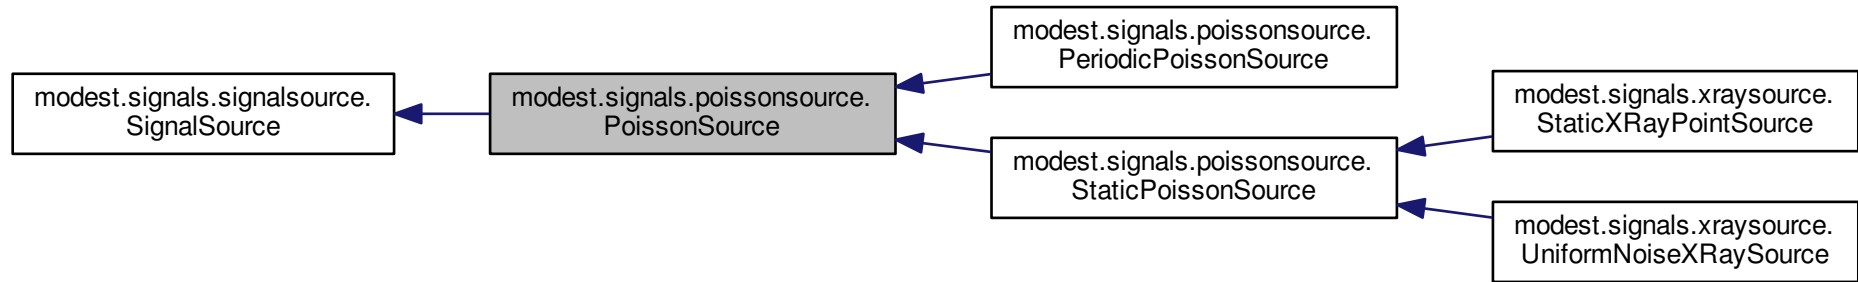 modest.signals.signalsource.
SignalSource
modest.signals.poissonsource.
PoissonSource
modest.signals.poissonsource.
PeriodicPoissonSource
modest.signals.poissonsource.
StaticPoissonSource
modest.signals.xraysource.
StaticXRayPointSource
modest.signals.xraysource.
UniformNoiseXRaySource